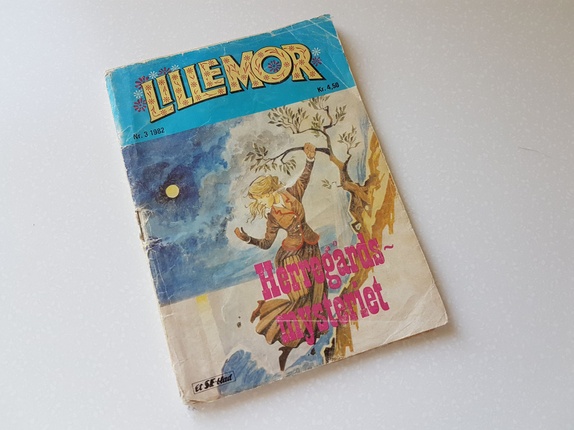 LILLEMOR
Nr. 3 1982
Kr. 4,50
Herregårds~
mysteriet
et SE-blad